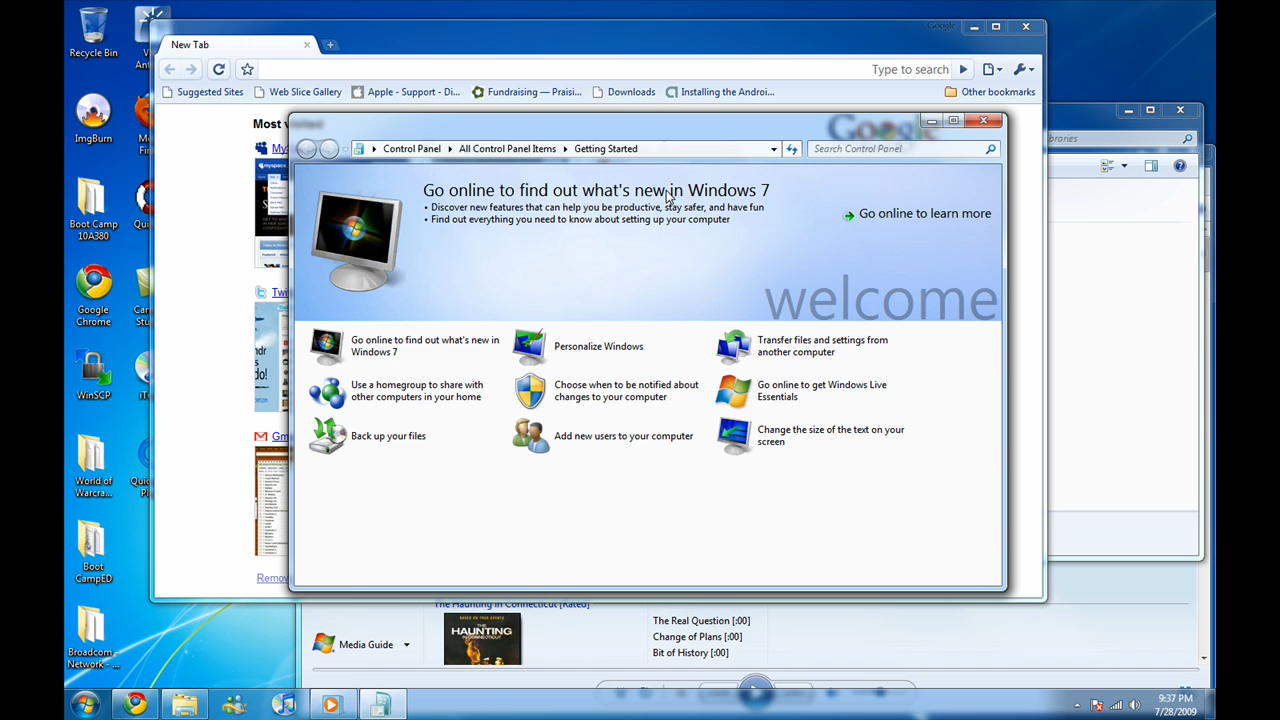 Recycle Bin
ImgBurn
Boot Camp
10A380
Google
Chrome
WinSCP
World of
Warcra...
Boot
CampED
Broadcom
Network - ...
Google
New Tab
Type to search
Suggested Sites
Web Slice Gallery
Apple - Support - Di...
Fundraising — Praisi...
Downloads
Installing the Androi...
Other bookmarks
Most v
Google
Control Panel
All Control Panel Items
Getting Started
Search Control Panel
Go online to find out what's new in Windows 7
• Discover new features that can help you be productive, stay safer, and have fun
• Find out everything you need to know about setting up your computer
Go online to learn more
welcome
Go online to find out what's new in
Windows 7
Personalize Windows
Transfer files and settings from
another computer
Use a homegroup to share with
other computers in your home
Choose when to be notified about
changes to your computer
Go online to get Windows Live
Essentials
Back up your files
Add new users to your computer
Change the size of the text on your
screen
The Haunting in Connecticut [Rated]
THE
HAUNTING
IN CONNECTICUT
The Real Question [:00]
Change of Plans [:00]
Bit of History [:00]
Media Guide
9:37 PM
7/28/2009